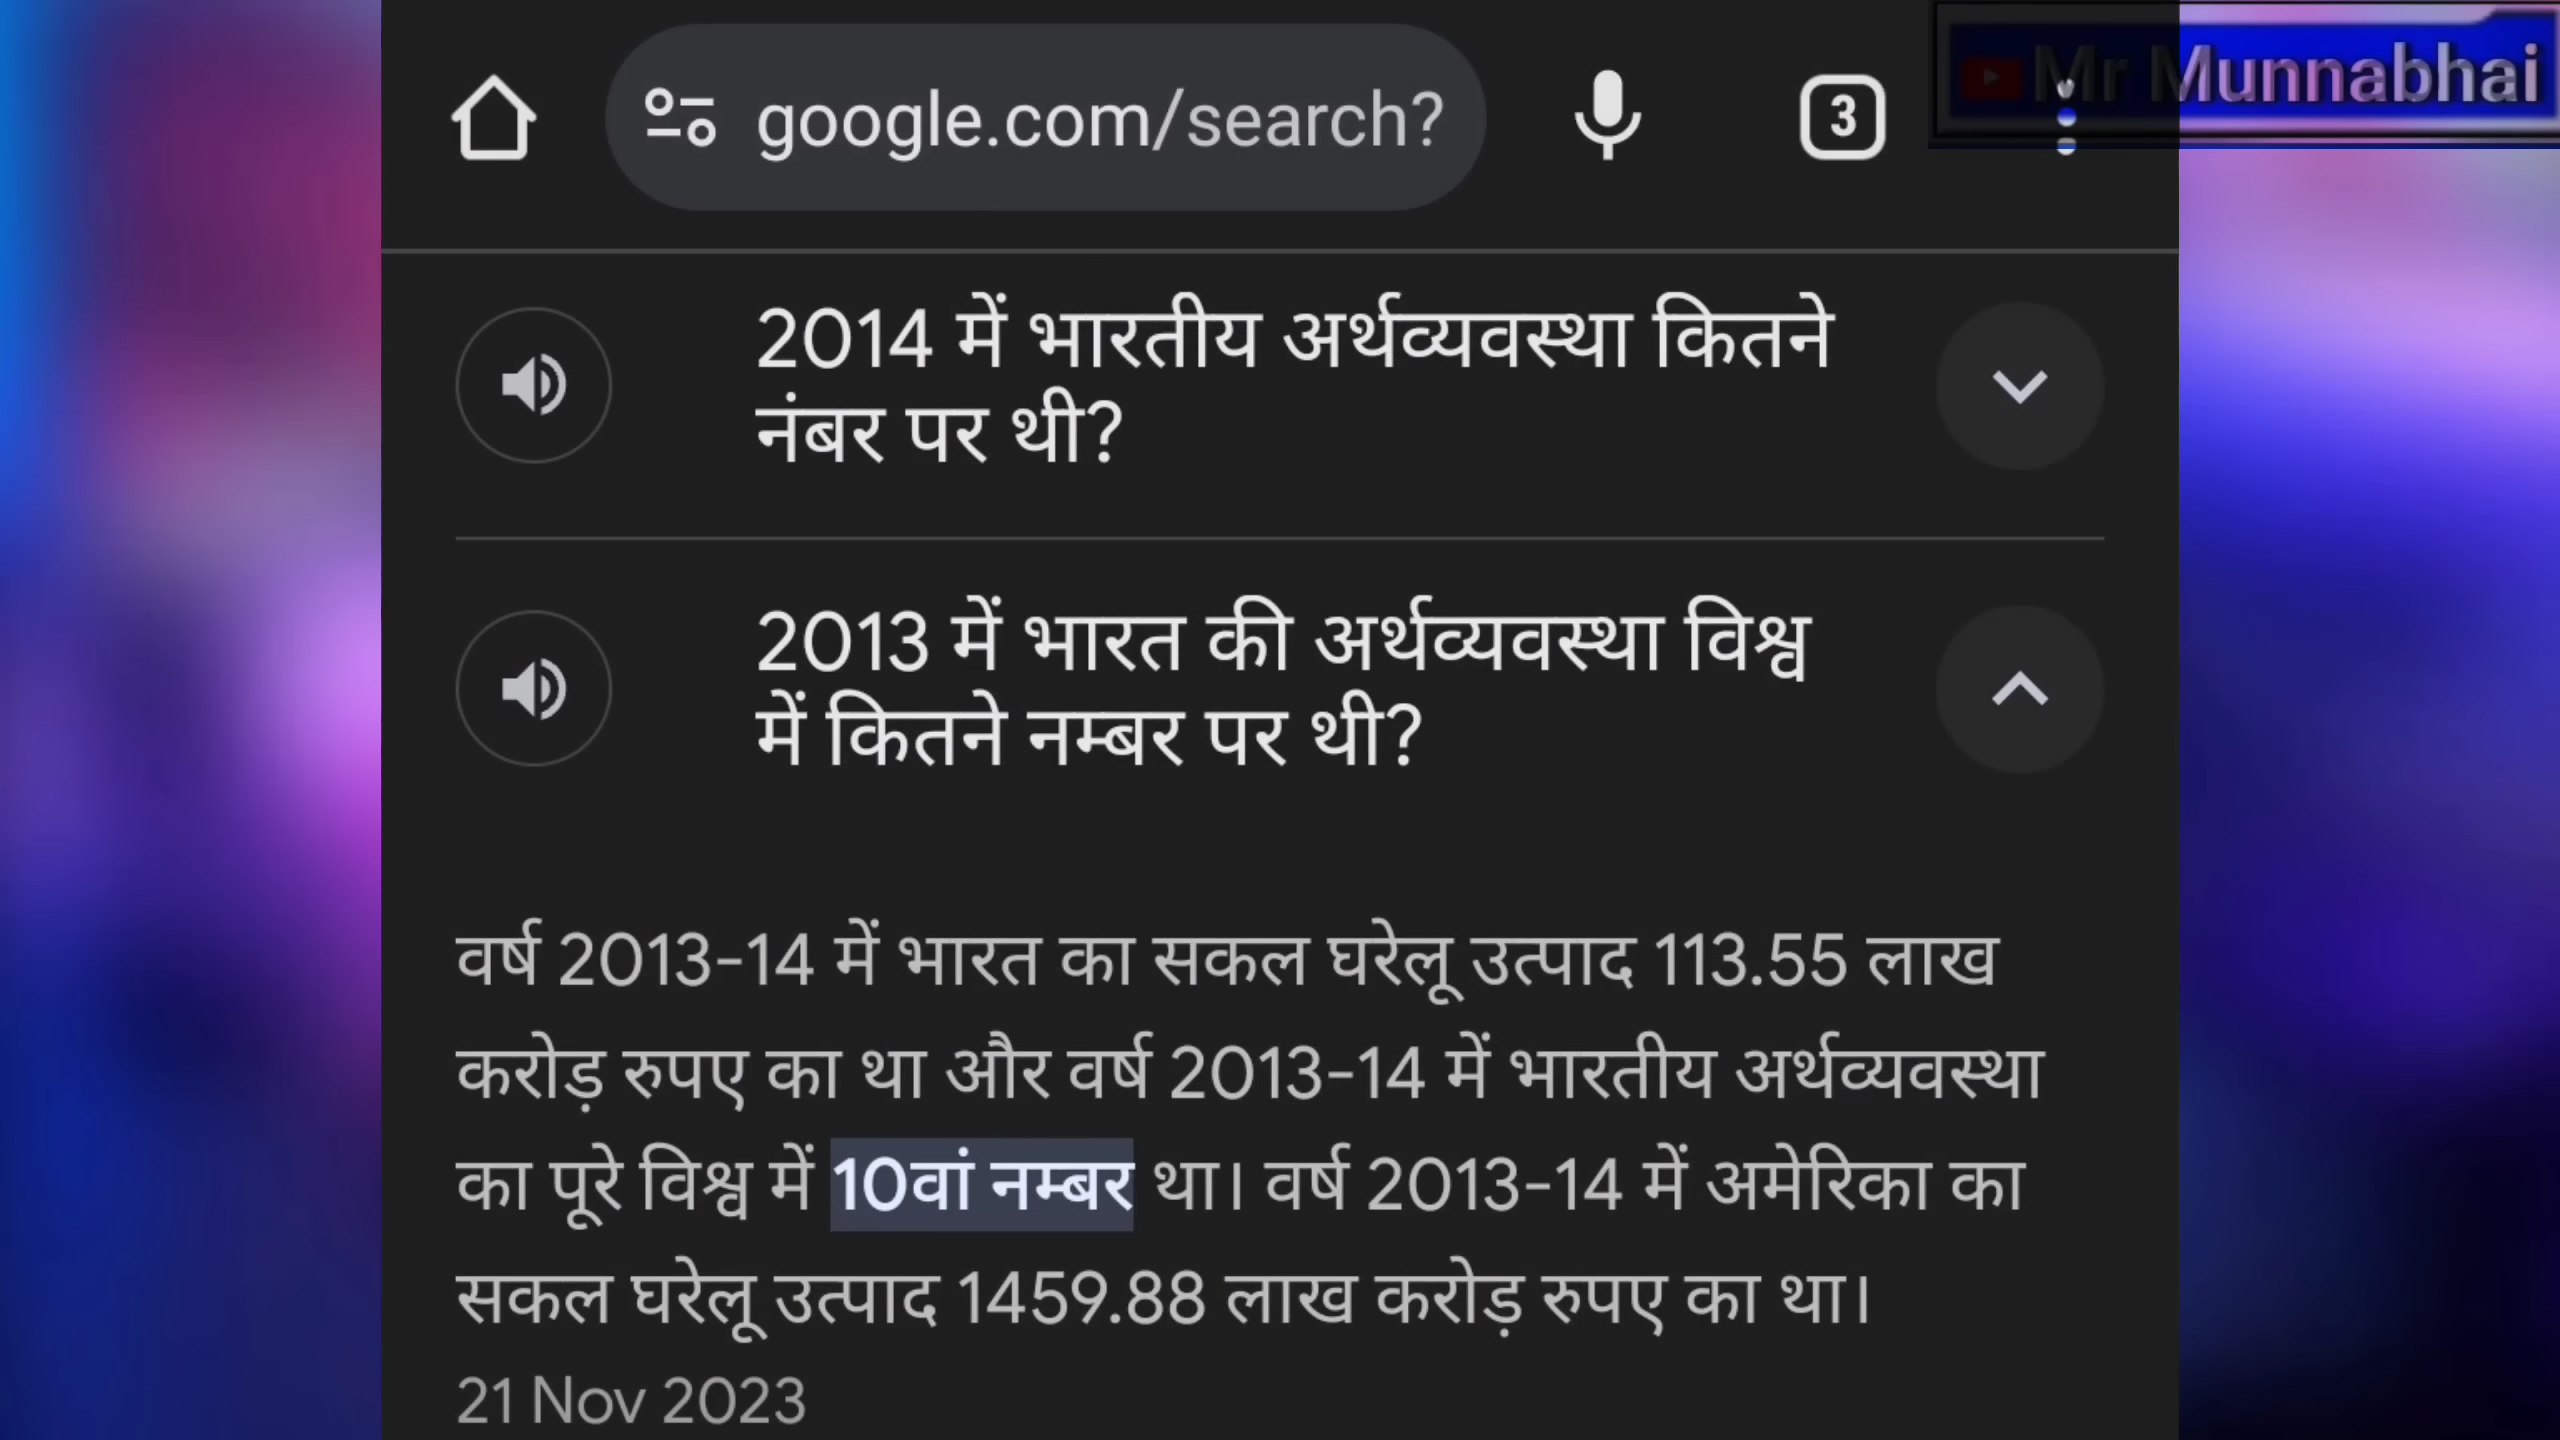 google.com/search?
3
Mr Munnabhai
2014 में भारतीय अर्थव्यवस्था कितने
नंबर पर थी?
2013 में भारत की अर्थव्यवस्था विश्व
में कितने नम्बर पर थी?
वर्ष 2013-14 में भारत का सकल घरेलू उत्पाद 113.55 लाख
करोड़ रुपए का था और वर्ष 2013-14 में भारतीय अर्थव्यवस्था
का पूरे विश्व में 10वां नम्बर था। वर्ष 2013-14 में अमेरिका का
सकल घरेलू उत्पाद 1459.88 लाख करोड़ रुपए का था।
21 Nov 2023